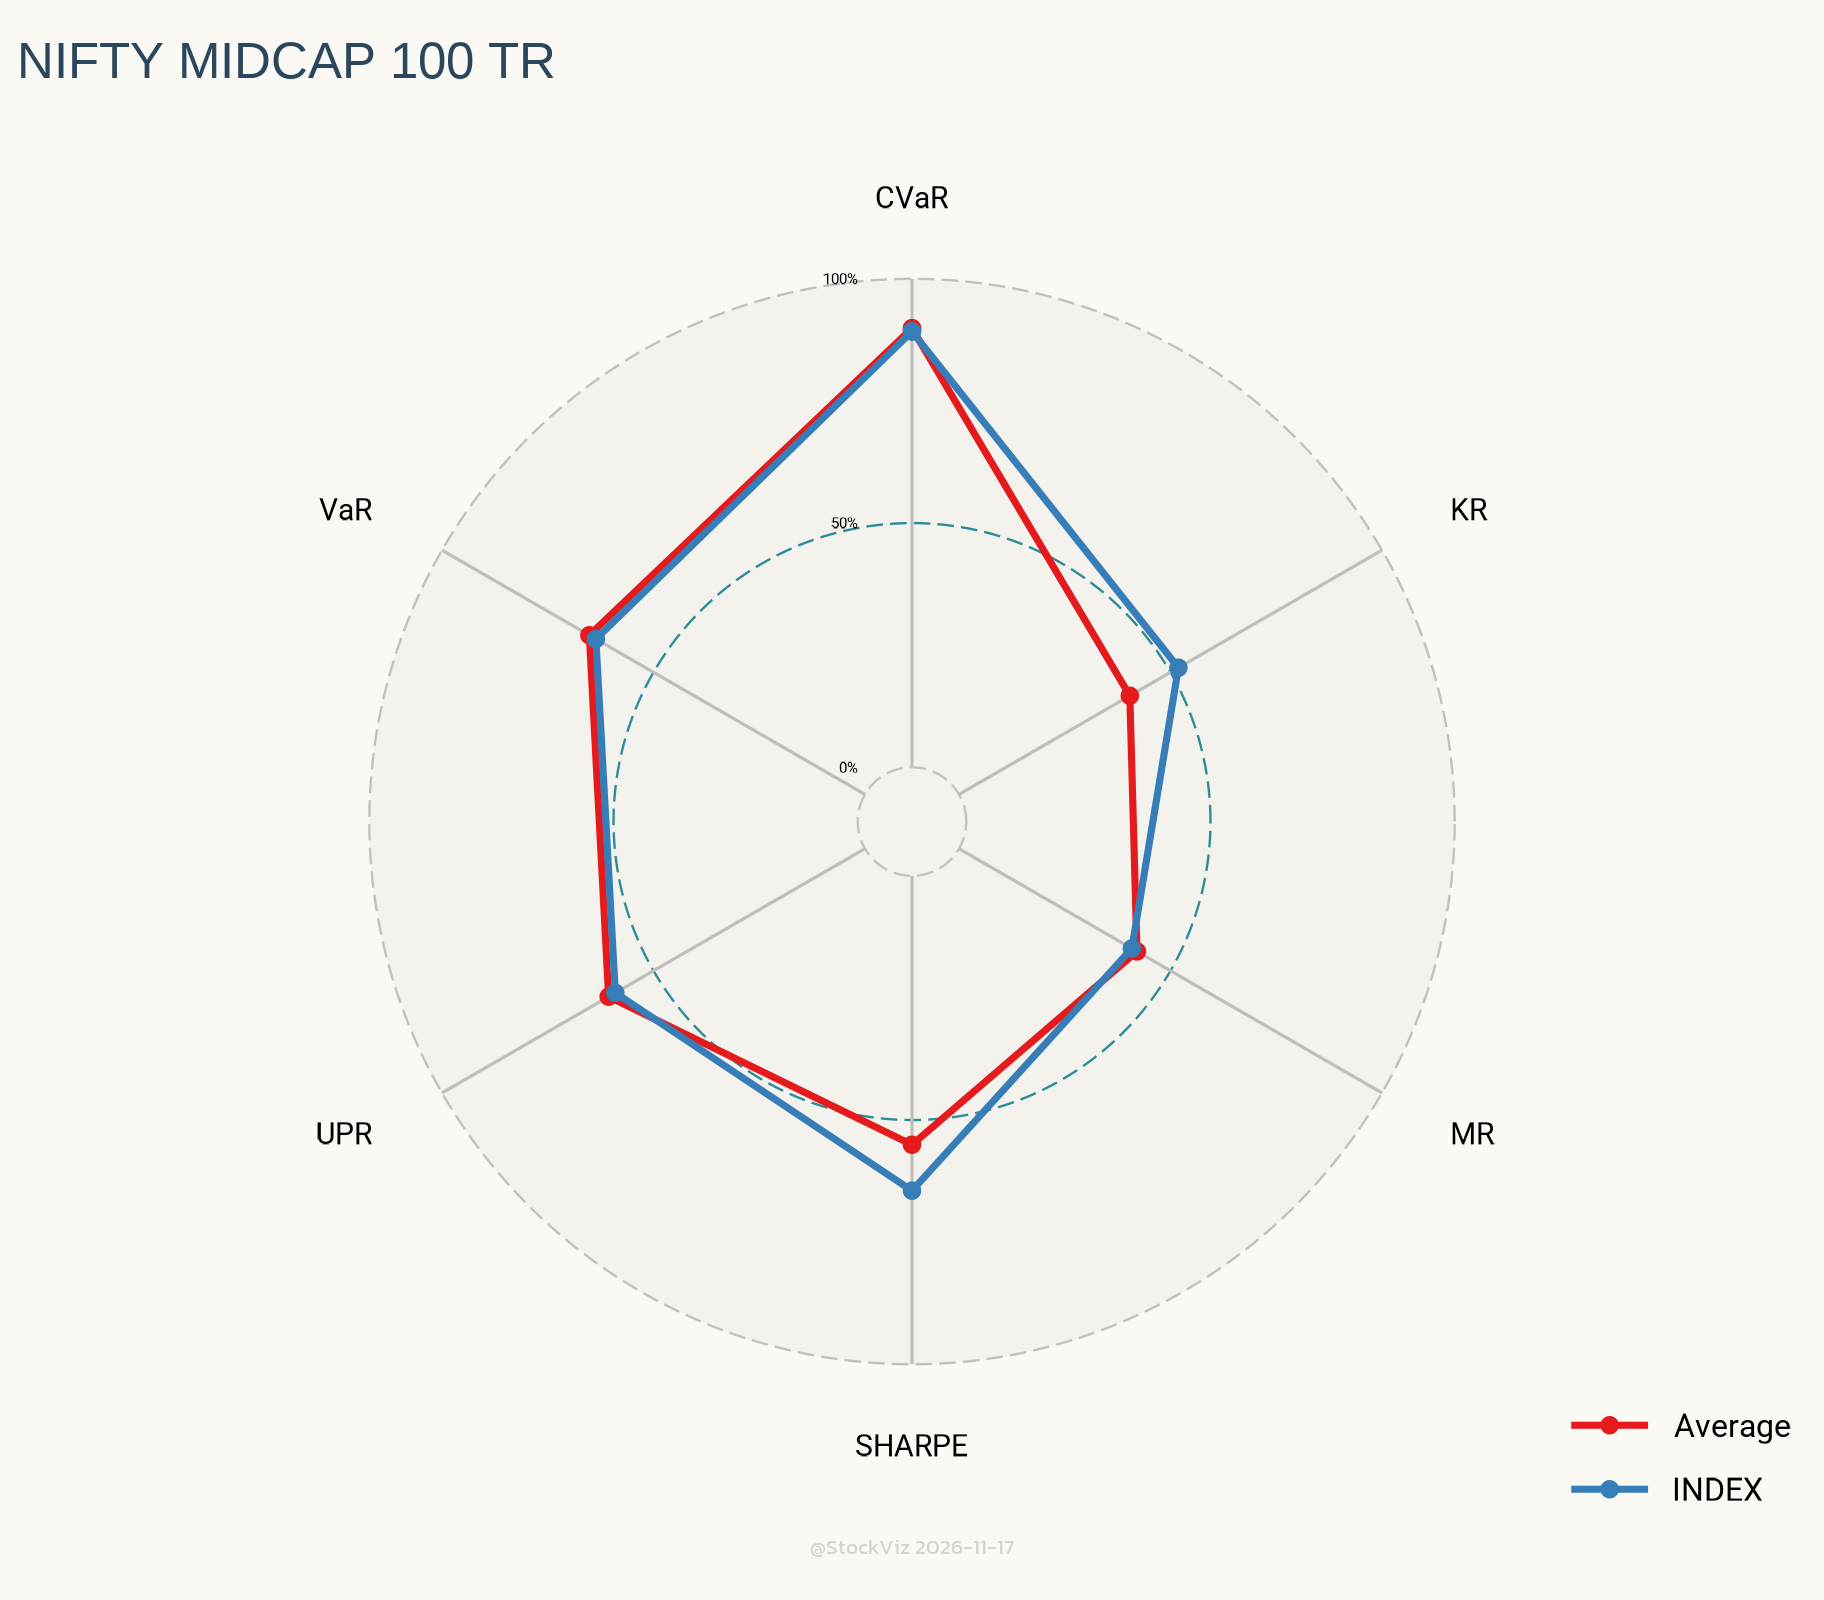 NIFTY MIDCAP 100 TR
CVaR
100%
VaR
KR
50%
0%
UPR
MR
SHARPE
Average
INDEX
@StockViz 2026-11-17